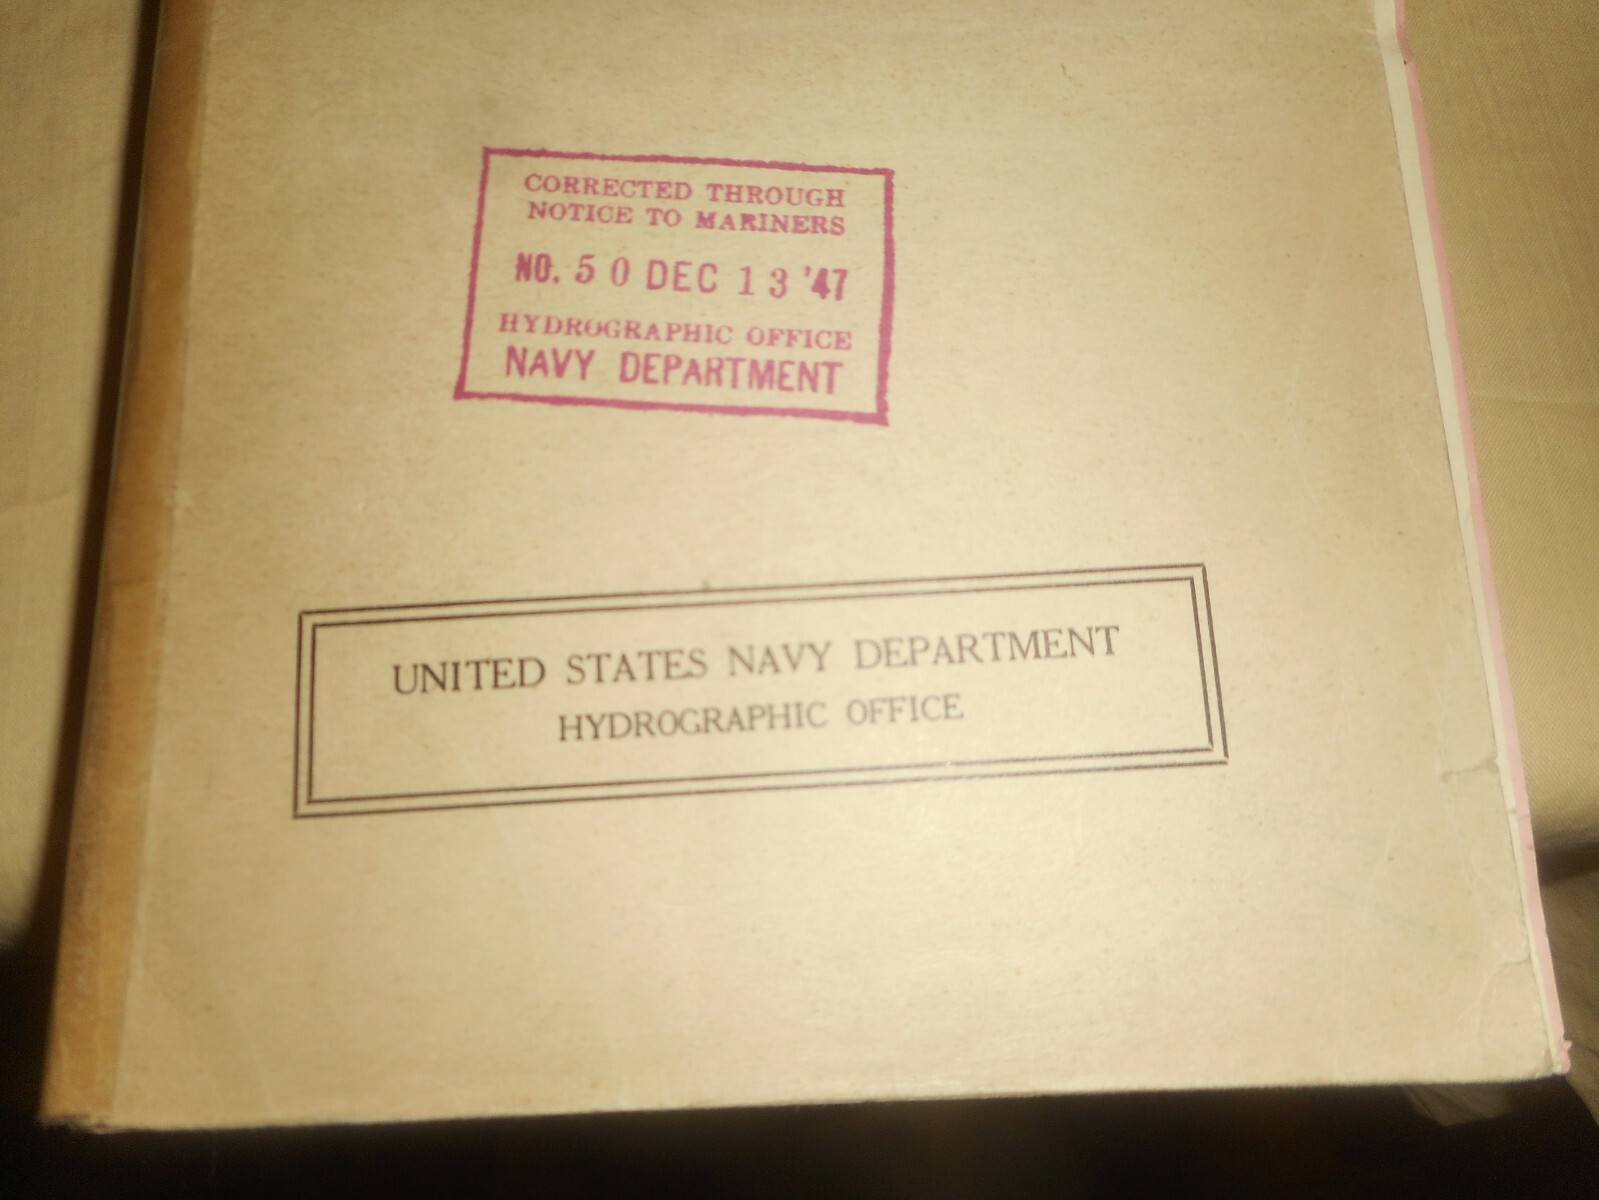 CORRECTED THROUGH
NOTICE TO MARINERS
NO. 50 DEC 13 '47
HYDROGRAPHIC OFFICE
NAVY DEPARTMENT
UNITED STATES NAVY DEPARTMENT
HYDROGRAPHIC OFFICE